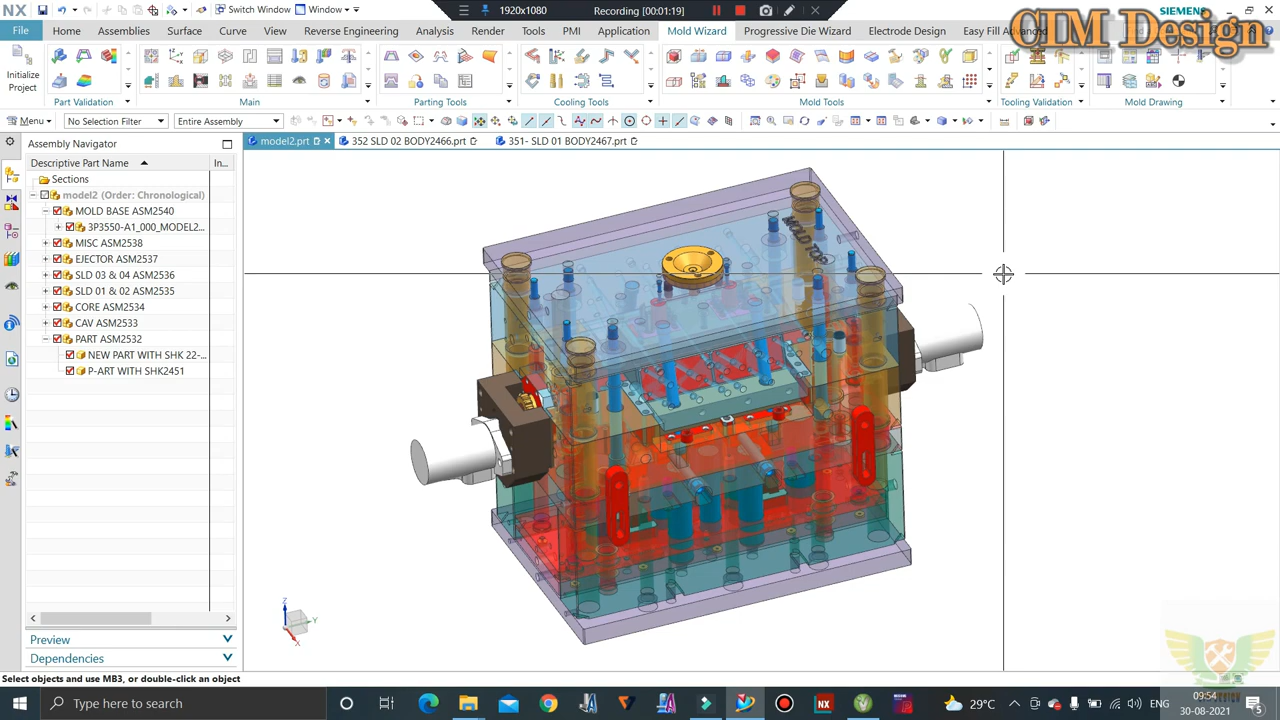 NX Switch Window Window 1920x1080 Recording [00:01:19] SIEMENS
CIM Design
File Home Assemblies Surface Curve View Reverse Engineering Analysis Render Tools PMI Application Mold Wizard Progressive Die Wizard Electrode Design Easy Fill Advanced
Initialize
Project
Part Validation Main Parting Tools Cooling Tools Mold Tools Tooling Validation Mold Drawing
Menu No Selection Filter Entire Assembly
Assembly Navigator
model2.prt 352 SLD 02 BODY2466.prt 351- SLD 01 BODY2467.prt
Descriptive Part Name In...
Sections
model2 (Order: Chronological)
MOLD BASE ASM2540
3P3550-A1_000_MODEL2...
MISC ASM2538
EJECTOR ASM2537
SLD 03 & 04 ASM2536
SLD 01 & 02 ASM2535
CORE ASM2534
CAV ASM2533
PART ASM2532
NEW PART WITH SHK 22-...
P-ART WITH SHK2451
MOLD TOP
Z
Y
X
Preview
Dependencies
Select objects and use MB3, or double-click an object
Type here to search
NX
29°C
ENG
09:54
30-08-2021
5